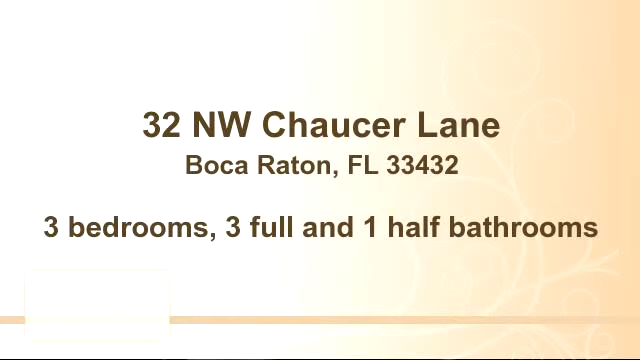 32 NW Chaucer Lane
Boca Raton, FL 33432
3 bedrooms, 3 full and 1 half bathrooms